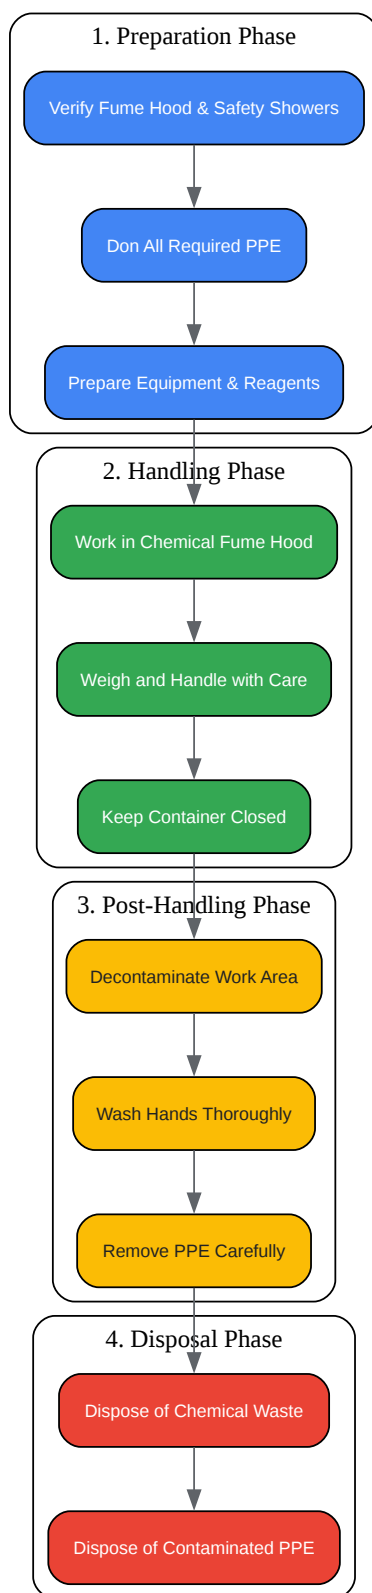 1. Preparation Phase
Verify Fume Hood & Safety Showers
Don All Required PPE
Prepare Equipment & Reagents
2. Handling Phase
Work in Chemical Fume Hood
Weigh and Handle with Care
Keep Container Closed
3. Post-Handling Phase
Decontaminate Work Area
Wash Hands Thoroughly
Remove PPE Carefully
4. Disposal Phase
Dispose of Chemical Waste
Dispose of Contaminated PPE